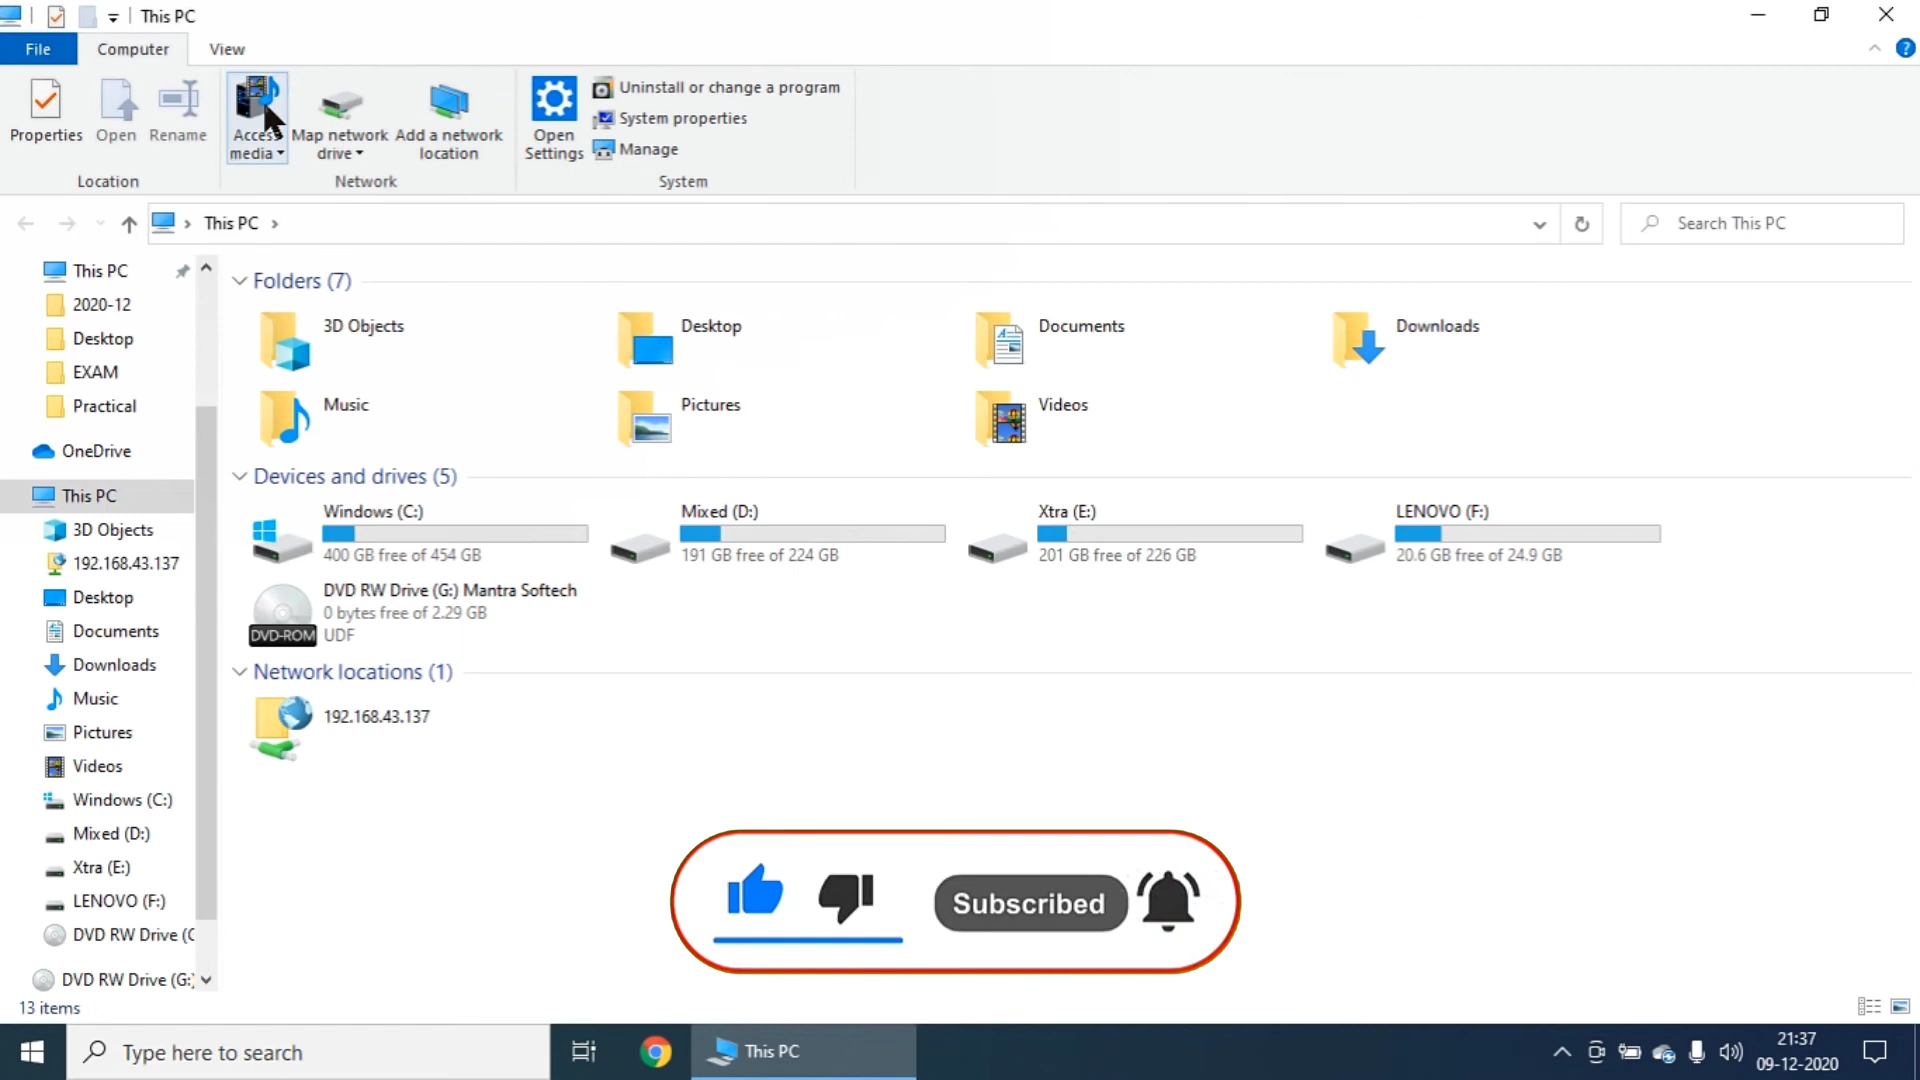 This PC
File
Computer
View
Properties
Open
Rename
Access
media
Map network
drive
Add a network
location
Open
Settings
Uninstall or change a program
System properties
Manage
Location
Network
System
This PC
Search This PC
This PC
2020-12
Desktop
EXAM
Practical
OneDrive
This PC
3D Objects
192.168.43.137
Desktop
Documents
Downloads
Music
Pictures
Videos
Windows (C:)
Mixed (D:)
Xtra (E:)
LENOVO (F:)
DVD RW Drive (G
DVD RW Drive (G:)
13 items
Folders (7)
3D Objects
Desktop
Documents
Downloads
Music
Pictures
Videos
Devices and drives (5)
Windows (C:)
400 GB free of 454 GB
Mixed (D:)
191 GB free of 224 GB
Xtra (E:)
201 GB free of 226 GB
LENOVO (F:)
20.6 GB free of 24.9 GB
DVD RW Drive (G:) Mantra Softech
0 bytes free of 2.29 GB
UDF
DVD-ROM
Network locations (1)
192.168.43.137
Subscribed
Type here to search
This PC
21:37
09-12-2020